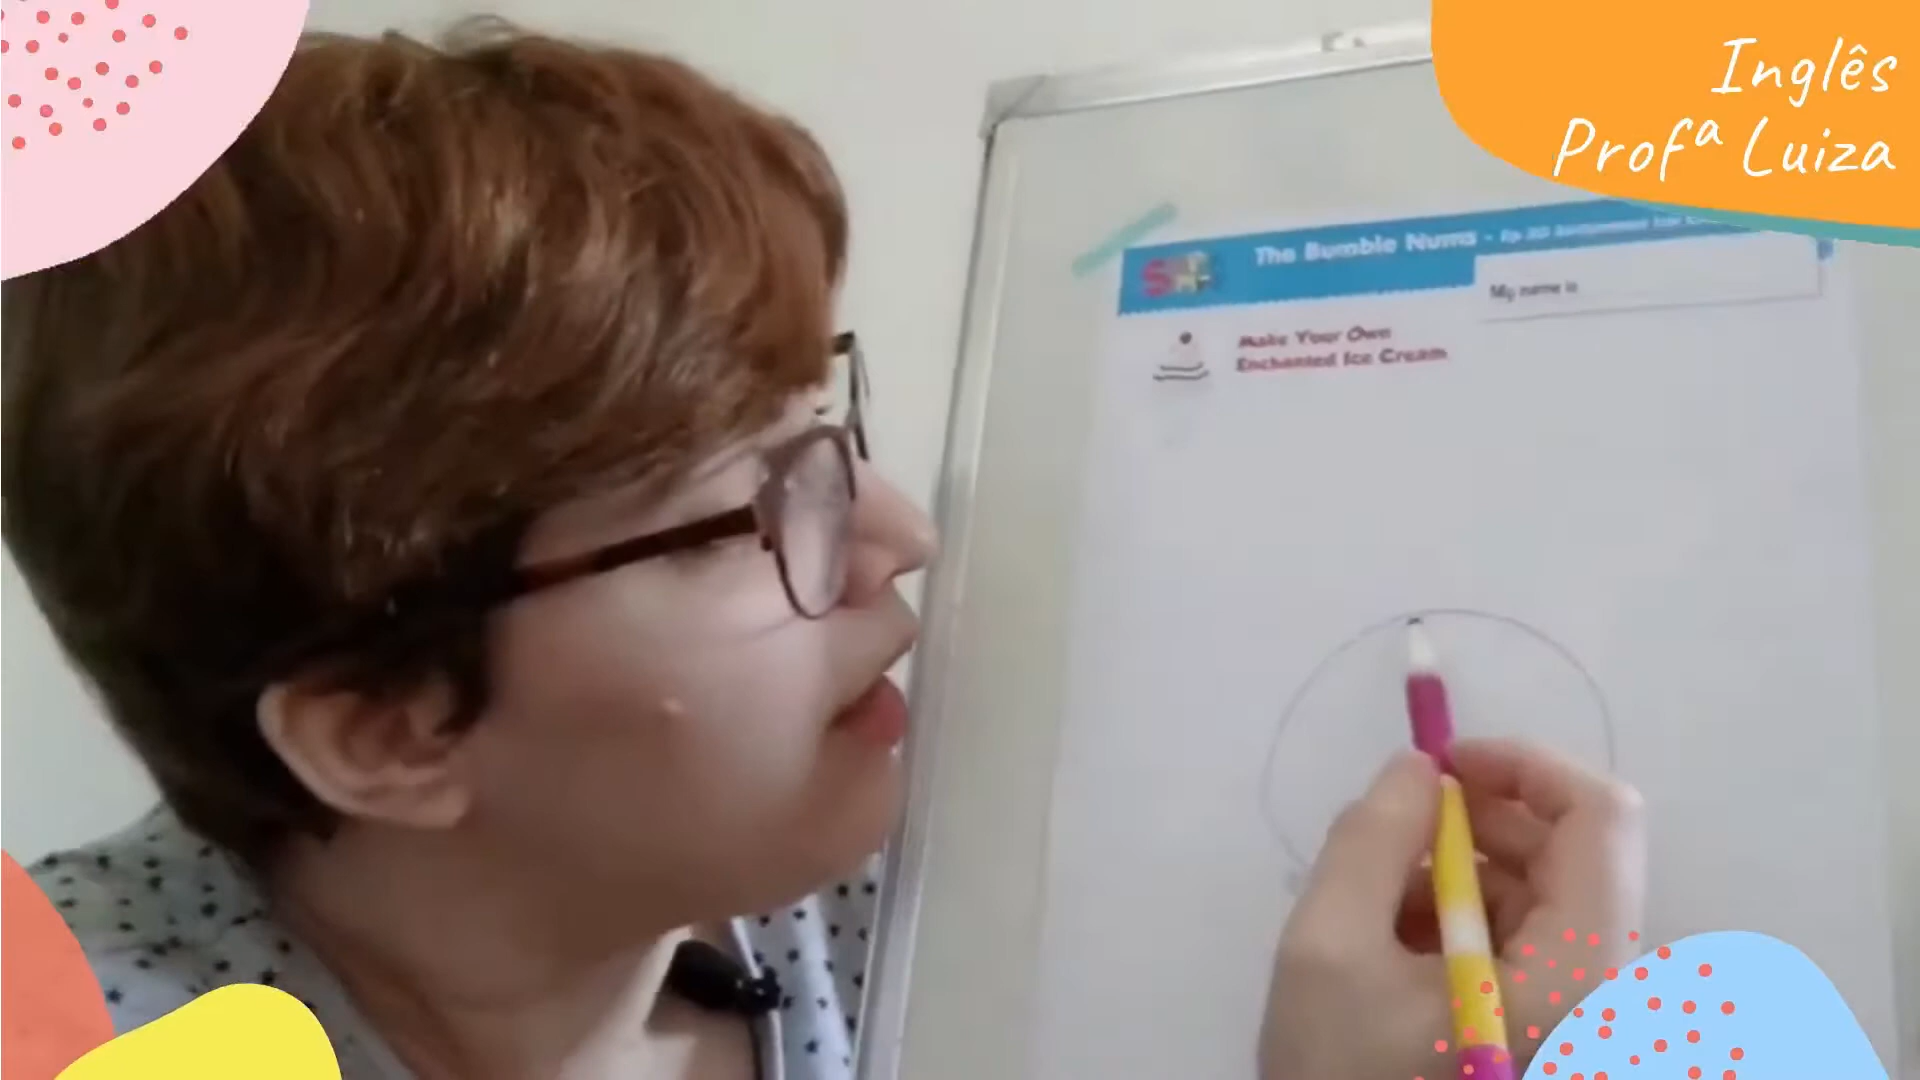 Inglês
Profª Luiza
The Bumble Nums -
My name is
Make Your Own
Enchanted Ice Cream